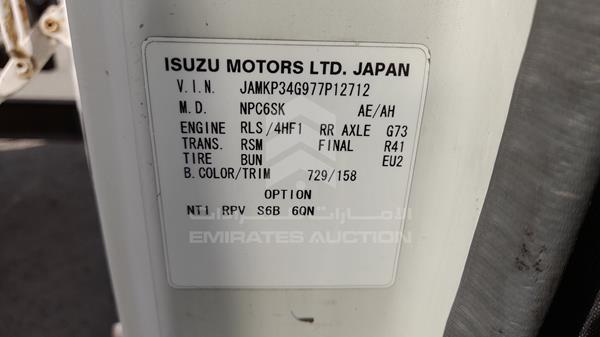 ISUZU MOTORS LTD. JAPAN
V.I.N. JAMKP34G977P12712
M.D. NPC6SK AE/AH
ENGINE RLS/4HF1 RR AXLE G73
TRANS. RSM FINAL R41
TIRE BUN EU2
B.COLOR/TRIM 729/158
OPTION
NT1 RPV S6B 6QN
الإمارات للمزادات
EMIRATES AUCTION